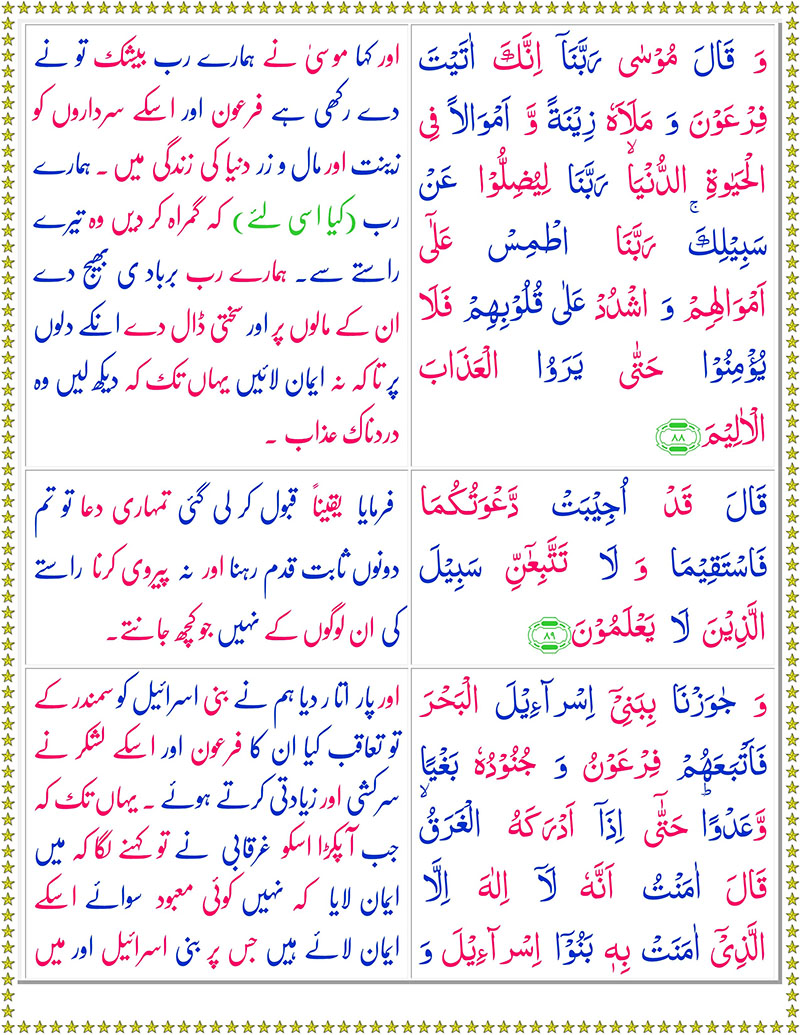 وَ قَالَ مُوْسٰى رَبَّنَاۤ اِنَّكَ اٰتَيْتَ
فِرْعَوْنَ وَ مَلَاَهٗ زِيْنَةً وَّ اَمْوَالًا فِى
الْحَيٰوةِ الدُّنْيَا ۙ رَبَّنَا لِيُضِلُّوْا عَنْ
سَبِيْلِكَ ۚ رَبَّنَا اطْمِسْ عَلٰٓى
اَمْوَالِهِمْ وَ اشْدُدْ عَلٰى قُلُوْبِهِمْ فَلَا
يُؤْمِنُوْا حَتّٰى يَرَوُا الْعَذَابَ
الْاَلِيْمَ ۸۸
اور کہا موسیٰ نے ہمارے رب بیشک تو نے
دے رکھی ہے فرعون اور اسکے سرداروں کو
زینت اور مال و زر دنیا کی زندگی میں ۔ ہمارے
رب (کیا اسی لئے) کہ گمراہ کر دیں وہ تیرے
راستے سے۔ ہمارے رب بربادی بھیج دے
ان کے مالوں پر اور سختی ڈال دے انکے دلوں
پر تاکہ نہ ایمان لائیں یہاں تک کہ دیکھ لیں وہ
دردناک عذاب ۔
قَالَ قَدْ اُجِيْبَتْ دَّعْوَتُكُمَا
فَاسْتَقِيْمَا وَ لَا تَتَّبِعٰٓنِّ سَبِيْلَ
الَّذِيْنَ لَا يَعْلَمُوْنَ ۸۹
فرمایا یقیناً قبول کر لی گئی تمہاری دعا تو تم
دونوں ثابت قدم رہنا اور نہ پیروی کرنا راستے
کی ان لوگوں کے نہیں جو کچھ جانتے۔
وَ جٰوَزْنَا بِبَنِىْۤ اِسْرَآءِيْلَ الْبَحْرَ
فَاَتْبَعَهُمْ فِرْعَوْنُ وَ جُنُوْدُهٗ بَغْيًا
وَّعَدْوًا ؕ حَتّٰۤى اِذَاۤ اَدْرَكَهُ الْغَرَقُ ۙ
قَالَ اٰمَنْتُ اَنَّهٗ لَاۤ اِلٰهَ اِلَّا
الَّذِىْۤ اٰمَنَتْ بِهٖ بَنُوْۤا اِسْرَآءِيْلَ وَ
اور پار اتار دیا ہم نے بنی اسرائیل کو سمندر کے
تو تعاقب کیا ان کا فرعون اور اسکے لشکر نے
سرکشی اور زیادتی کرتے ہوئے ۔ یہاں تک کہ
جب آ پکڑا اسکو غرقابی نے تو کہنے لگا کہ میں
ایمان لایا کہ نہیں کوئی معبود سوائے اسکے
ایمان لائے ہیں جس پر بنی اسرائیل اور میں